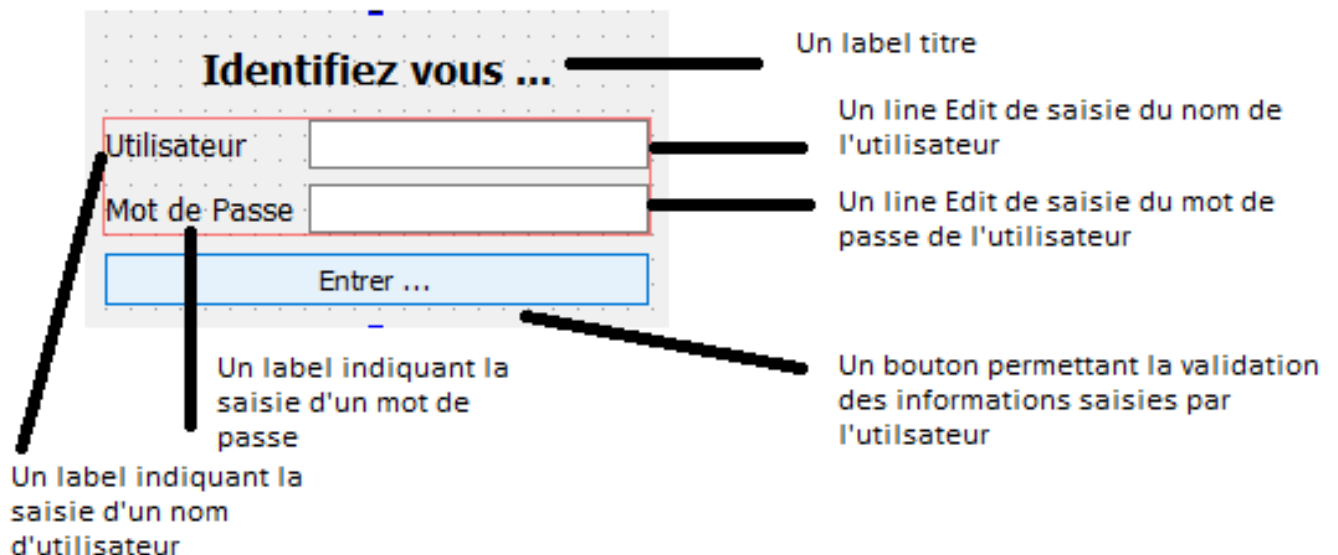 Identifiez vous ...
Un label titre
Utilisateur
Un line Edit de saisie du nom de
l'utilisateur
Mot de Passe
Un line Edit de saisie du mot de
passe de l'utilisateur
Entrer ...
Un label indiquant la
saisie d'un mot de
passe
Un bouton permettant la validation
des informations saisies par
l'utilsateur
Un label indiquant la
saisie d'un nom
d'utilisateur